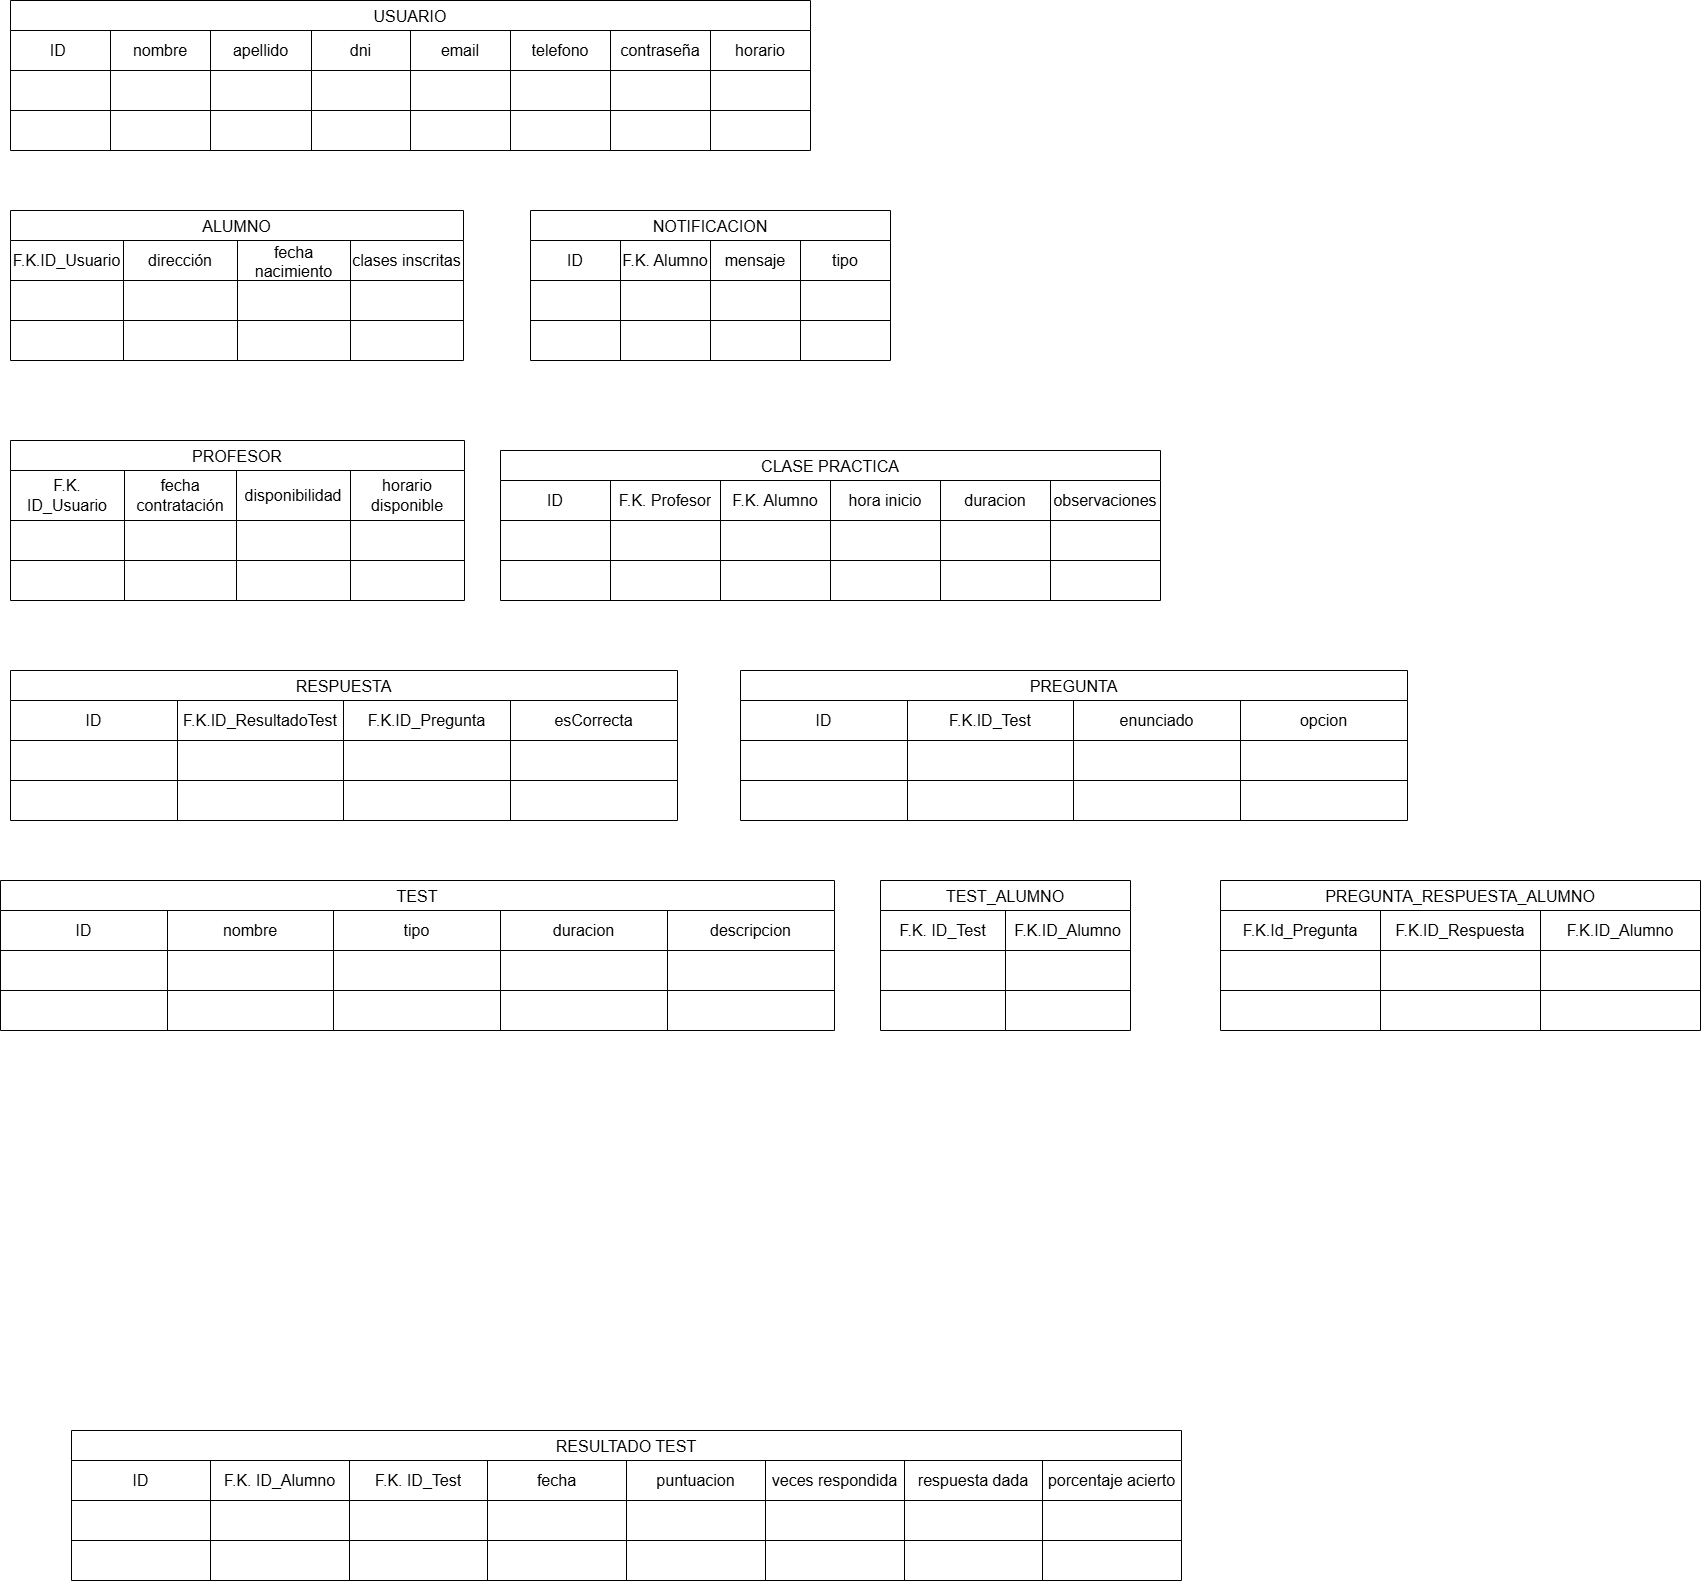 USUARIO
ID nombre apellido dni email telefono contraseña horario
ALUMNO
F.K.ID_Usuario dirección fecha nacimiento clases inscritas
NOTIFICACION
ID F.K. Alumno mensaje tipo
PROFESOR
F.K. ID_Usuario fecha contratación disponibilidad horario disponible
CLASE PRACTICA
ID F.K. Profesor F.K. Alumno hora inicio duracion observaciones
RESPUESTA
ID F.K.ID_ResultadoTest F.K.ID_Pregunta esCorrecta
PREGUNTA
ID F.K.ID_Test enunciado opcion
TEST
ID nombre tipo duracion descripcion
TEST_ALUMNO
F.K. ID_Test F.K.ID_Alumno
PREGUNTA_RESPUESTA_ALUMNO
F.K.Id_Pregunta F.K.ID_Respuesta F.K.ID_Alumno
RESULTADO TEST
ID F.K. ID_Alumno F.K. ID_Test fecha puntuacion veces respondida respuesta dada porcentaje acierto